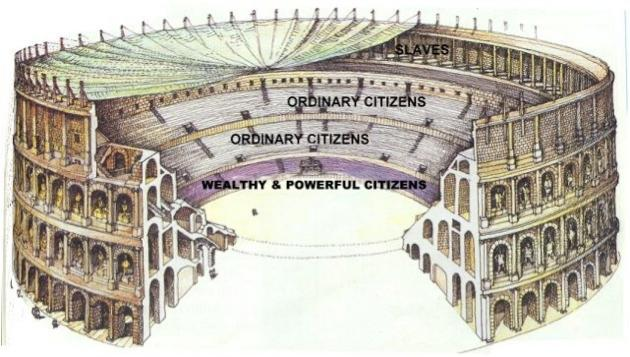 SLAVES
ORDINARY CITIZENS
ORDINARY CITIZENS
WEALTHY & POWERFUL CITIZENS